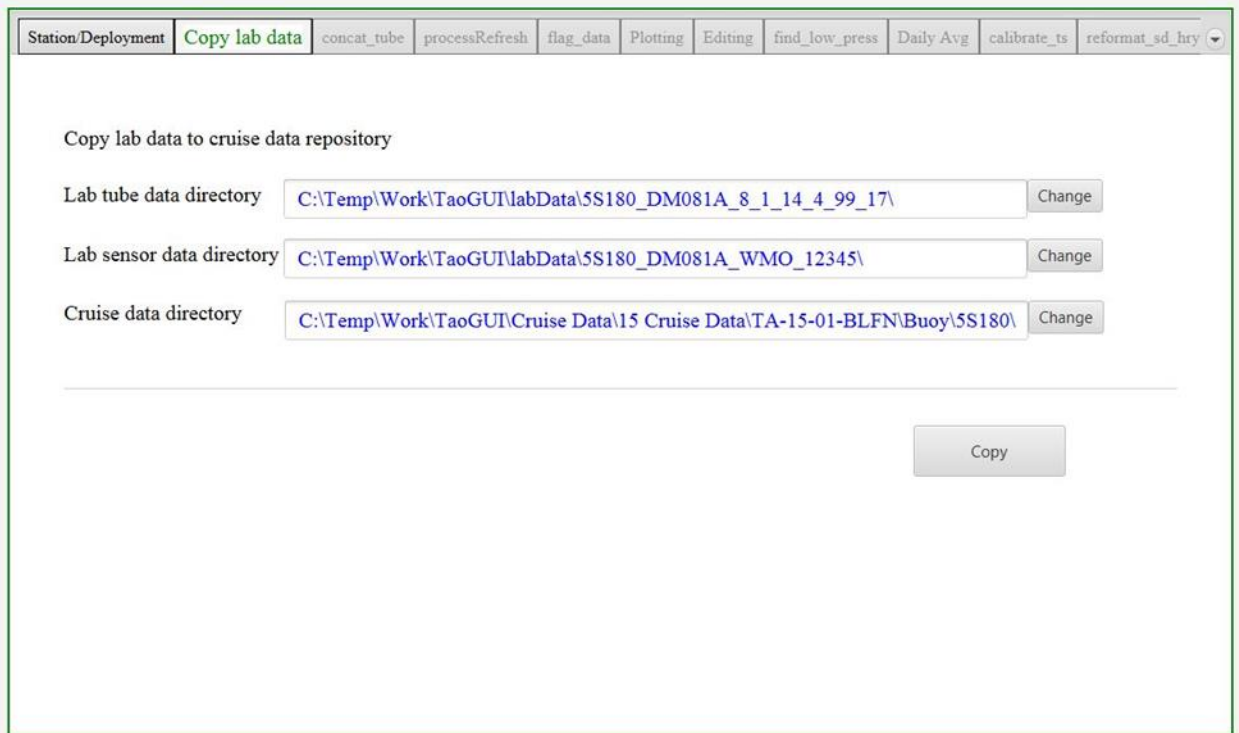 Station/Deployment Copy lab data concat_tube processRefresh flag_data Plotting Editing find_low_press Daily Avg calibrate_ts reformat_sd_hry
Copy lab data to cruise data repository
Lab tube data directory C:\Temp\Work\TaoGUI\labData\5S180_DM081A_8_1_14_4_99_17\ Change
Lab sensor data directory C:\Temp\Work\TaoGUI\labData\5S180_DM081A_WMO_12345\ Change
Cruise data directory C:\Temp\Work\TaoGUI\Cruise Data\15 Cruise Data\TA-15-01-BLFN\Buoy\5S180\ Change
Copy